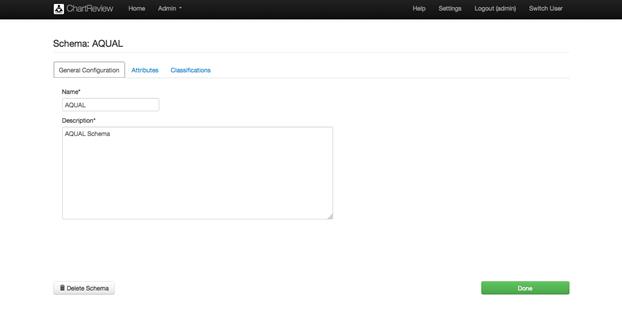 ChartReview Home Admin Help Settings Logout (admin) Switch User
Schema: AQUAL
General Configuration Attributes Classifications
Name*
AQUAL
Description*
AQUAL Schema
Delete Schema Done